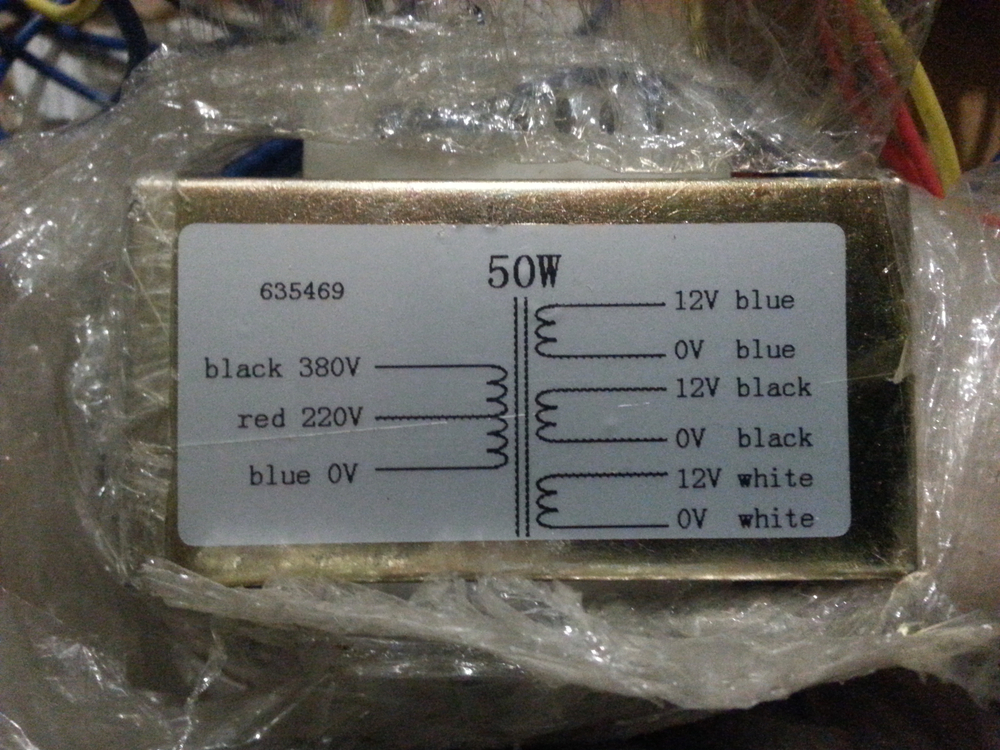 50W
635469
12V blue
0V blue
black 380V
12V black
red 220V
0V black
blue 0V
12V white
0V white